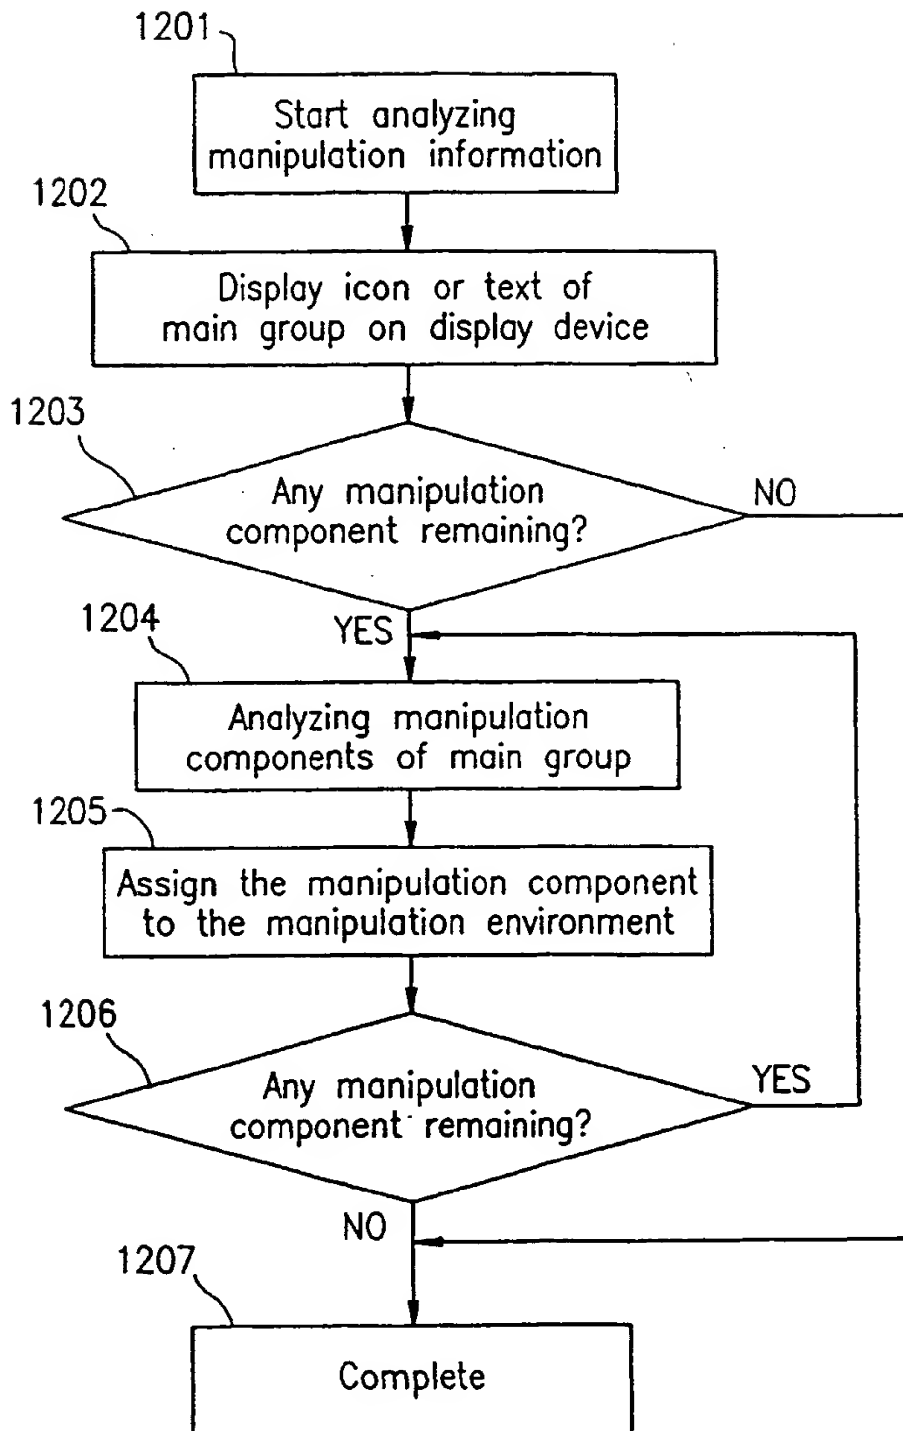 1201
Start analyzing
manipulation information
1202
Display icon or text of
main group on display device
1203
Any manipulation
component remaining?
NO
YES
1204
Analyzing manipulation
components of main group
1205
Assign the manipulation component
to the manipulation environment
1206
Any manipulation
component remaining?
YES
NO
1207
Complete